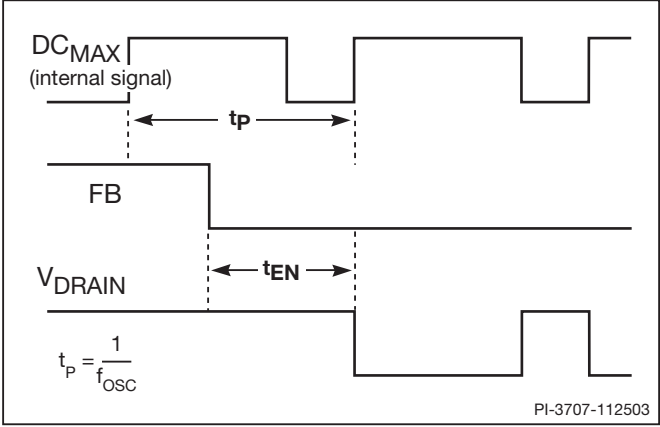 DCMAX
(internal signal)
tP
FB
tEN
VDRAIN
tP = 1/fOSC
PI-3707-112503